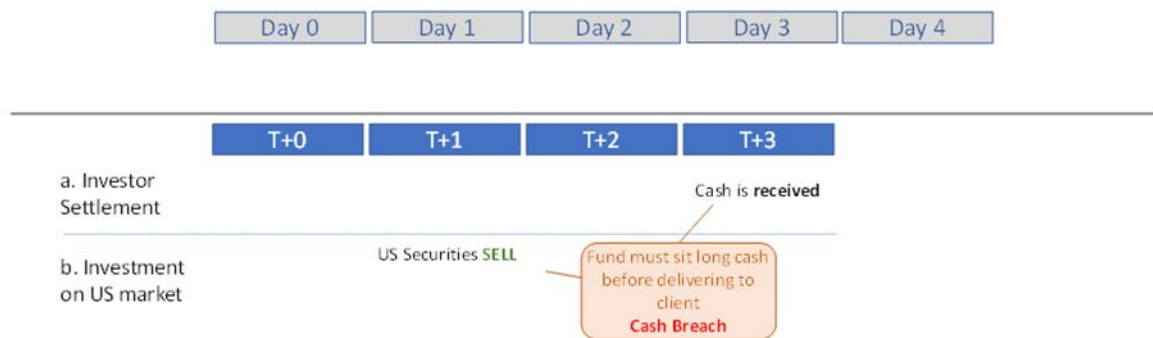 Day 0
Day 1
Day 2
Day 3
Day 4
T+0
T+1
T+2
T+3
a. Investor
Settlement
Cash is received
b. Investment
on US market
US Securities SELL
Fund must sit long cash
before delivering to
client
Cash Breach